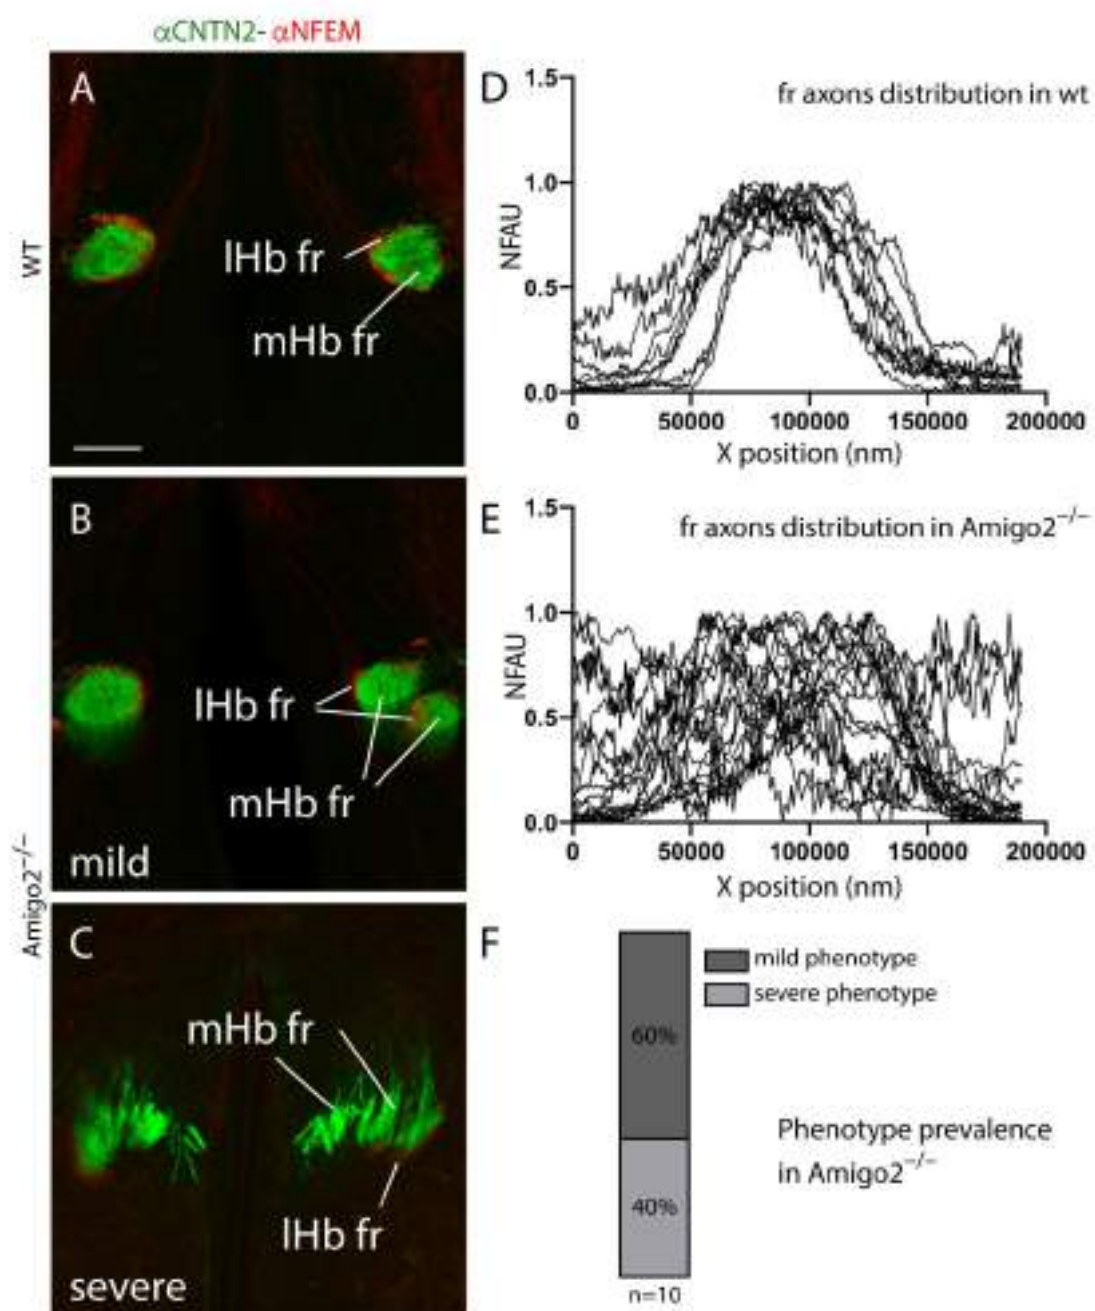 αCNTN2- αNFEM
A
WT
lHb fr
mHb fr
B
lHb fr
mHb fr
mild
Amigo2⁻/⁻
C
mHb fr
lHb fr
severe
D
fr axons distribution in wt
1.5
1.0
0.5
0.0
NFAU
0 50000 100000 150000 200000
X position (nm)
E
fr axons distribution in Amigo2⁻/⁻
1.5
1.0
0.5
0.0
NFAU
0 50000 100000 150000 200000
X position (nm)
F
mild phenotype
severe phenotype
60%
40%
Phenotype prevalence
in Amigo2⁻/⁻
n=10